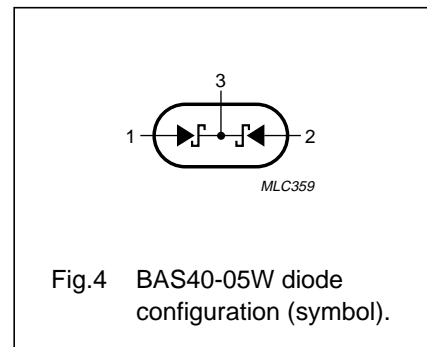 3
1 2
MLC359
Fig.4 BAS40-05W diode
configuration (symbol).